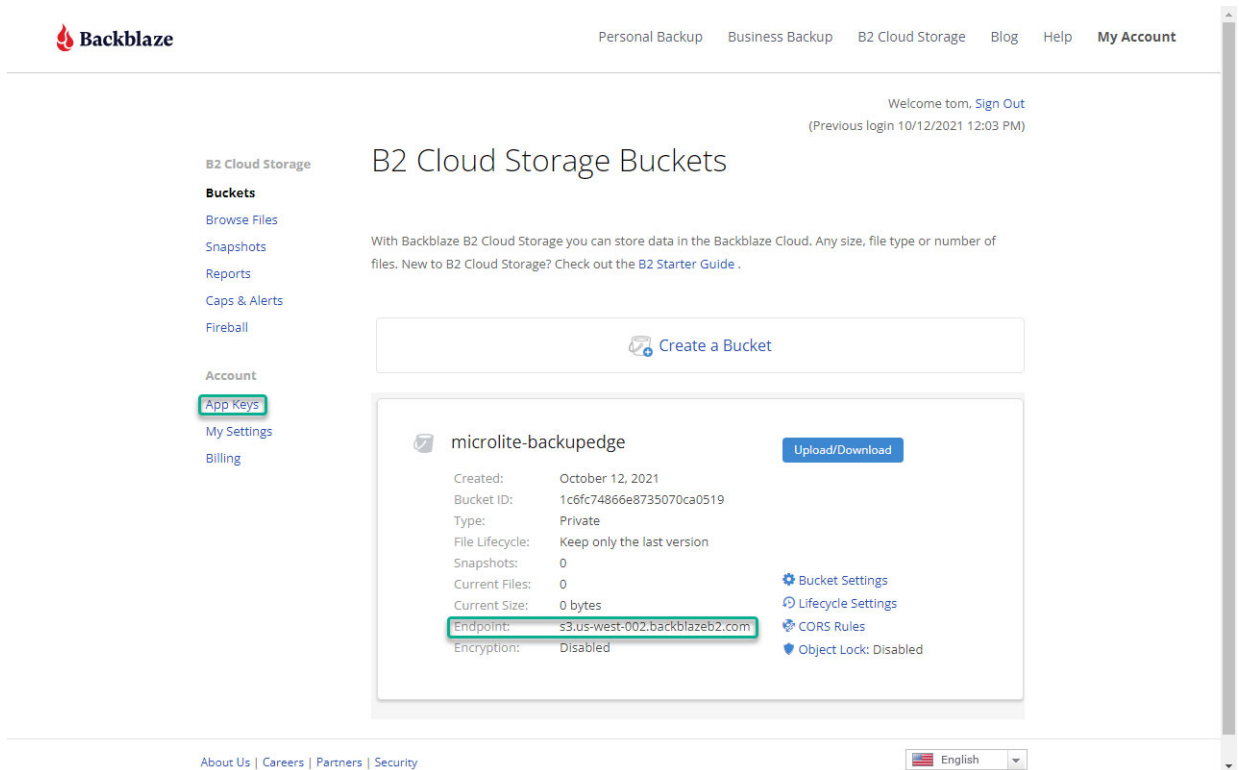 Backblaze
Personal Backup Business Backup B2 Cloud Storage Blog Help My Account
Welcome tom, Sign Out
(Previous login 10/12/2021 12:03 PM)
B2 Cloud Storage
Buckets
Browse Files
Snapshots
Reports
Caps & Alerts
Fireball
Account
App Keys
My Settings
Billing
B2 Cloud Storage Buckets
With Backblaze B2 Cloud Storage you can store data in the Backblaze Cloud. Any size, file type or number of
files. New to B2 Cloud Storage? Check out the B2 Starter Guide .
Create a Bucket
microlite-backupedge
Upload/Download
Created: October 12, 2021
Bucket ID: 1c6fc74866e8735070ca0519
Type: Private
File Lifecycle: Keep only the last version
Snapshots: 0
Current Files: 0
Current Size: 0 bytes
Endpoint: s3.us-west-002.backblazeb2.com
Encryption: Disabled
Bucket Settings
Lifecycle Settings
CORS Rules
Object Lock: Disabled
About Us | Careers | Partners | Security
English